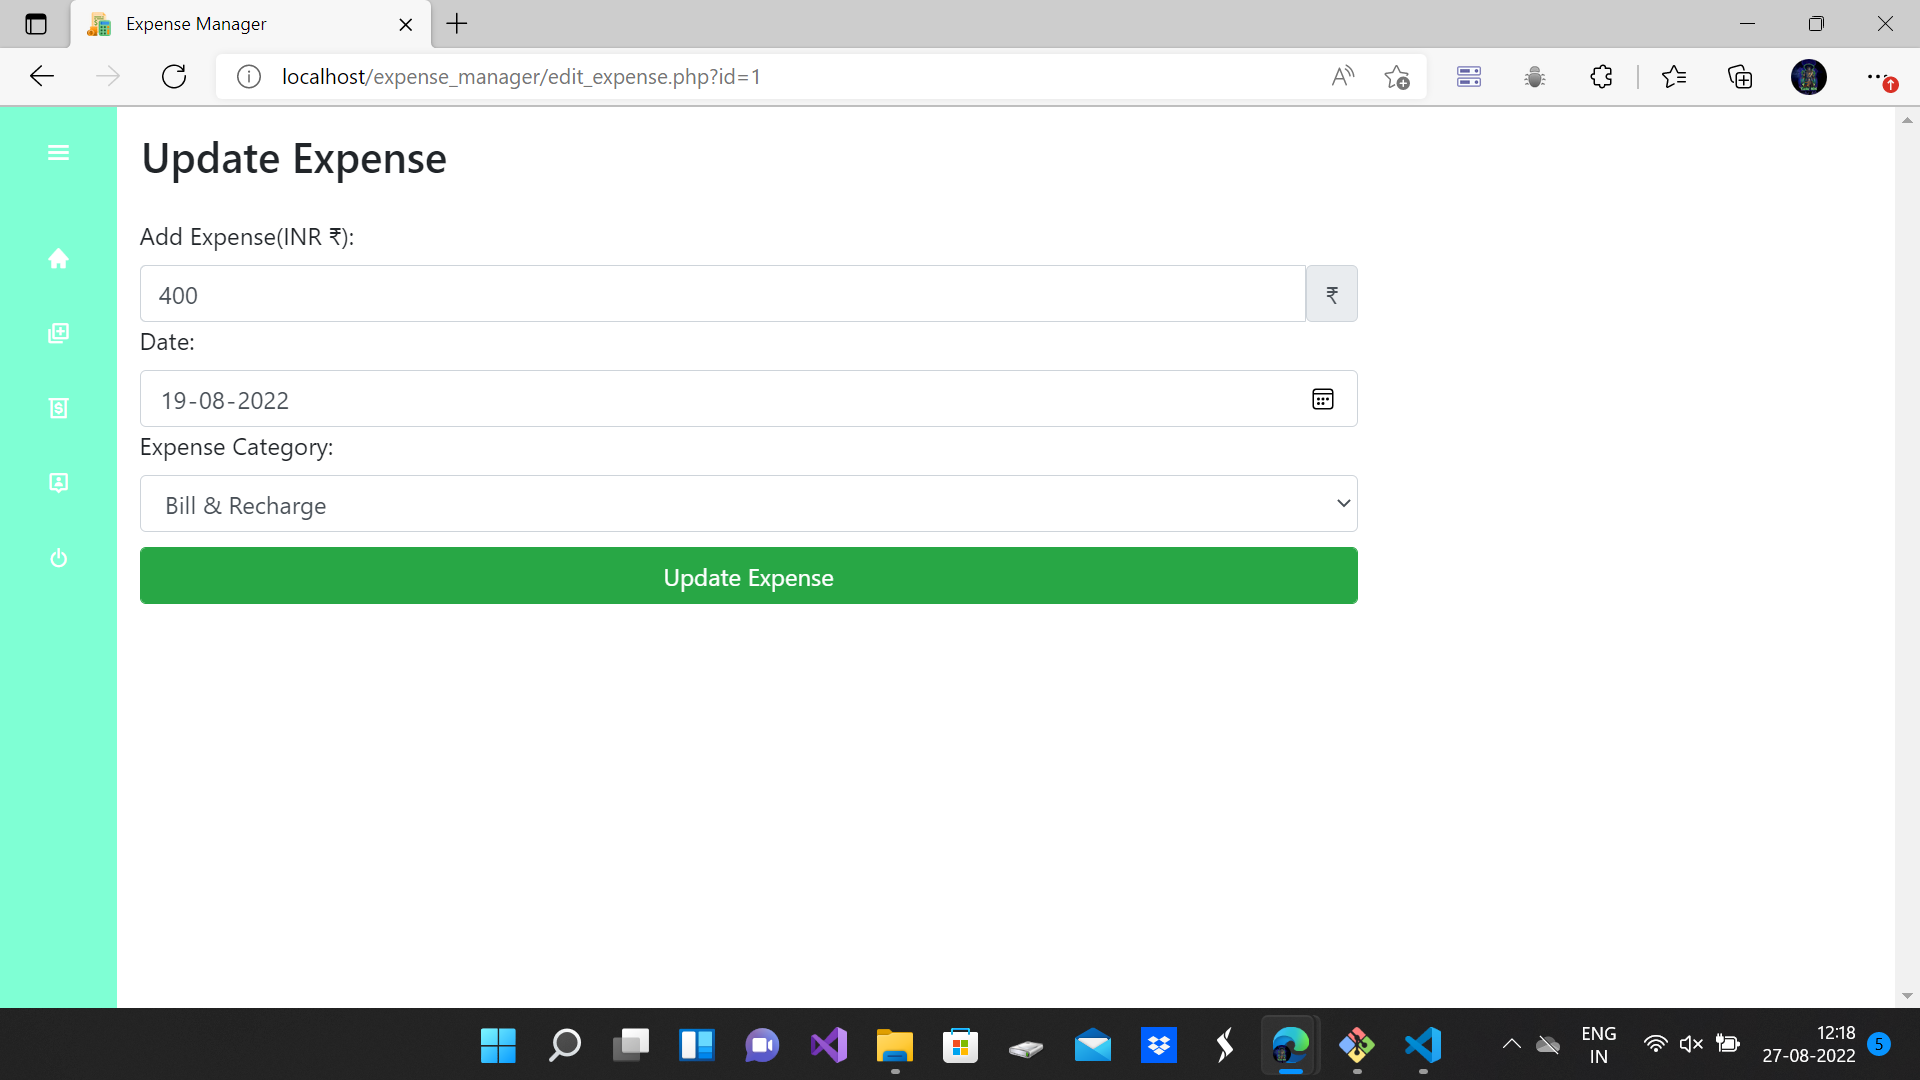 Expense Manager
localhost/expense_manager/edit_expense.php?id=1
Update Expense
Add Expense(INR ₹):
400
₹
Date:
19-08-2022
Expense Category:
Bill & Recharge
Update Expense
ENG
IN
12:18
27-08-2022
5